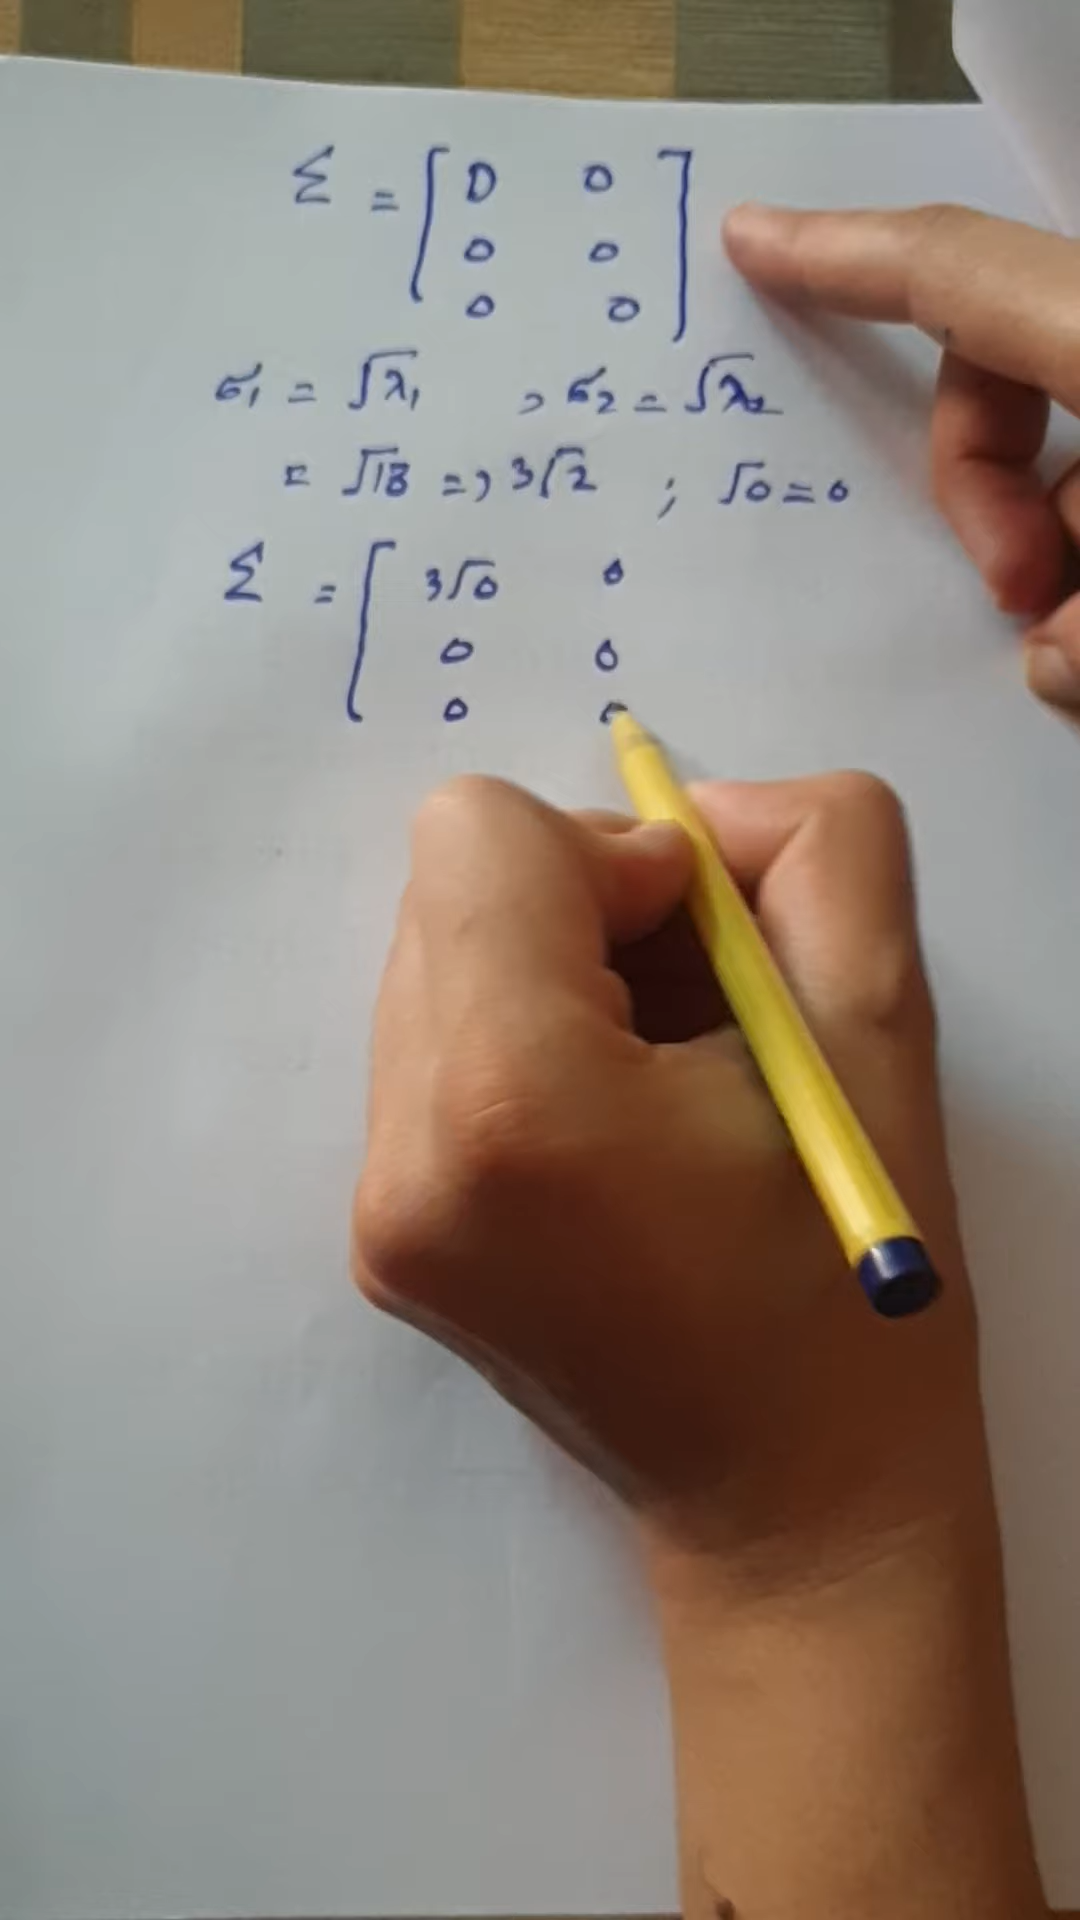 Σ = [ D 0
0 0
0 0 ]
σ₁ = √λ₁ , σ₂ = √λ₂
= √18 => 3√2 ; √0 = 0
Σ = [ 3√0 0
0 0
0 0